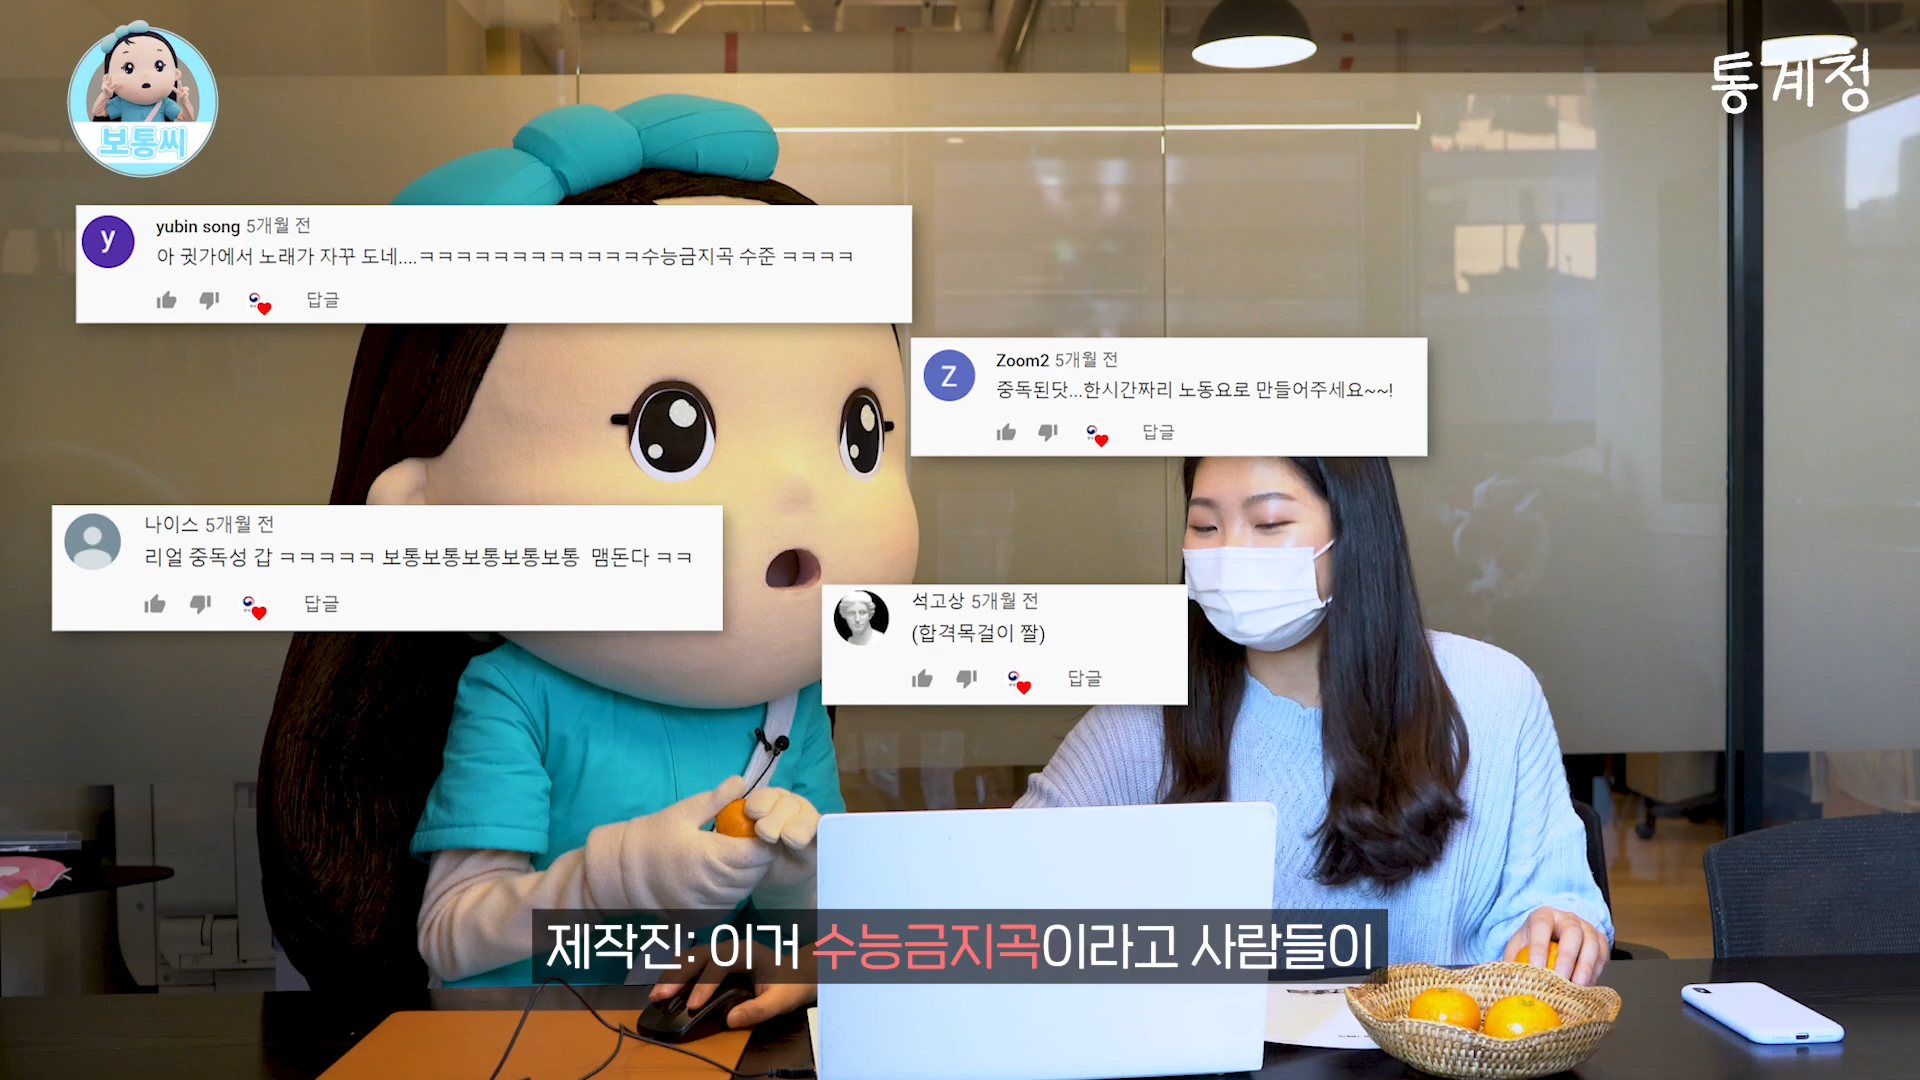 보통씨
통계청
yubin song 5개월 전
아 귓가에서 노래가 자꾸 도네....ㅋㅋㅋㅋㅋㅋㅋㅋㅋㅋㅋㅋ수능금지곡 수준 ㅋㅋㅋㅋ
답글
Zoom2 5개월 전
중독된닷...한시간짜리 노동요로 만들어주세요~~!
답글
나이스 5개월 전
리얼 중독성 갑 ㅋㅋㅋㅋㅋ 보통보통보통보통보통 맴돈다 ㅋㅋ
답글
석고상 5개월 전
(합격목걸이 짤)
답글
제작진: 이거 수능금지곡이라고 사람들이